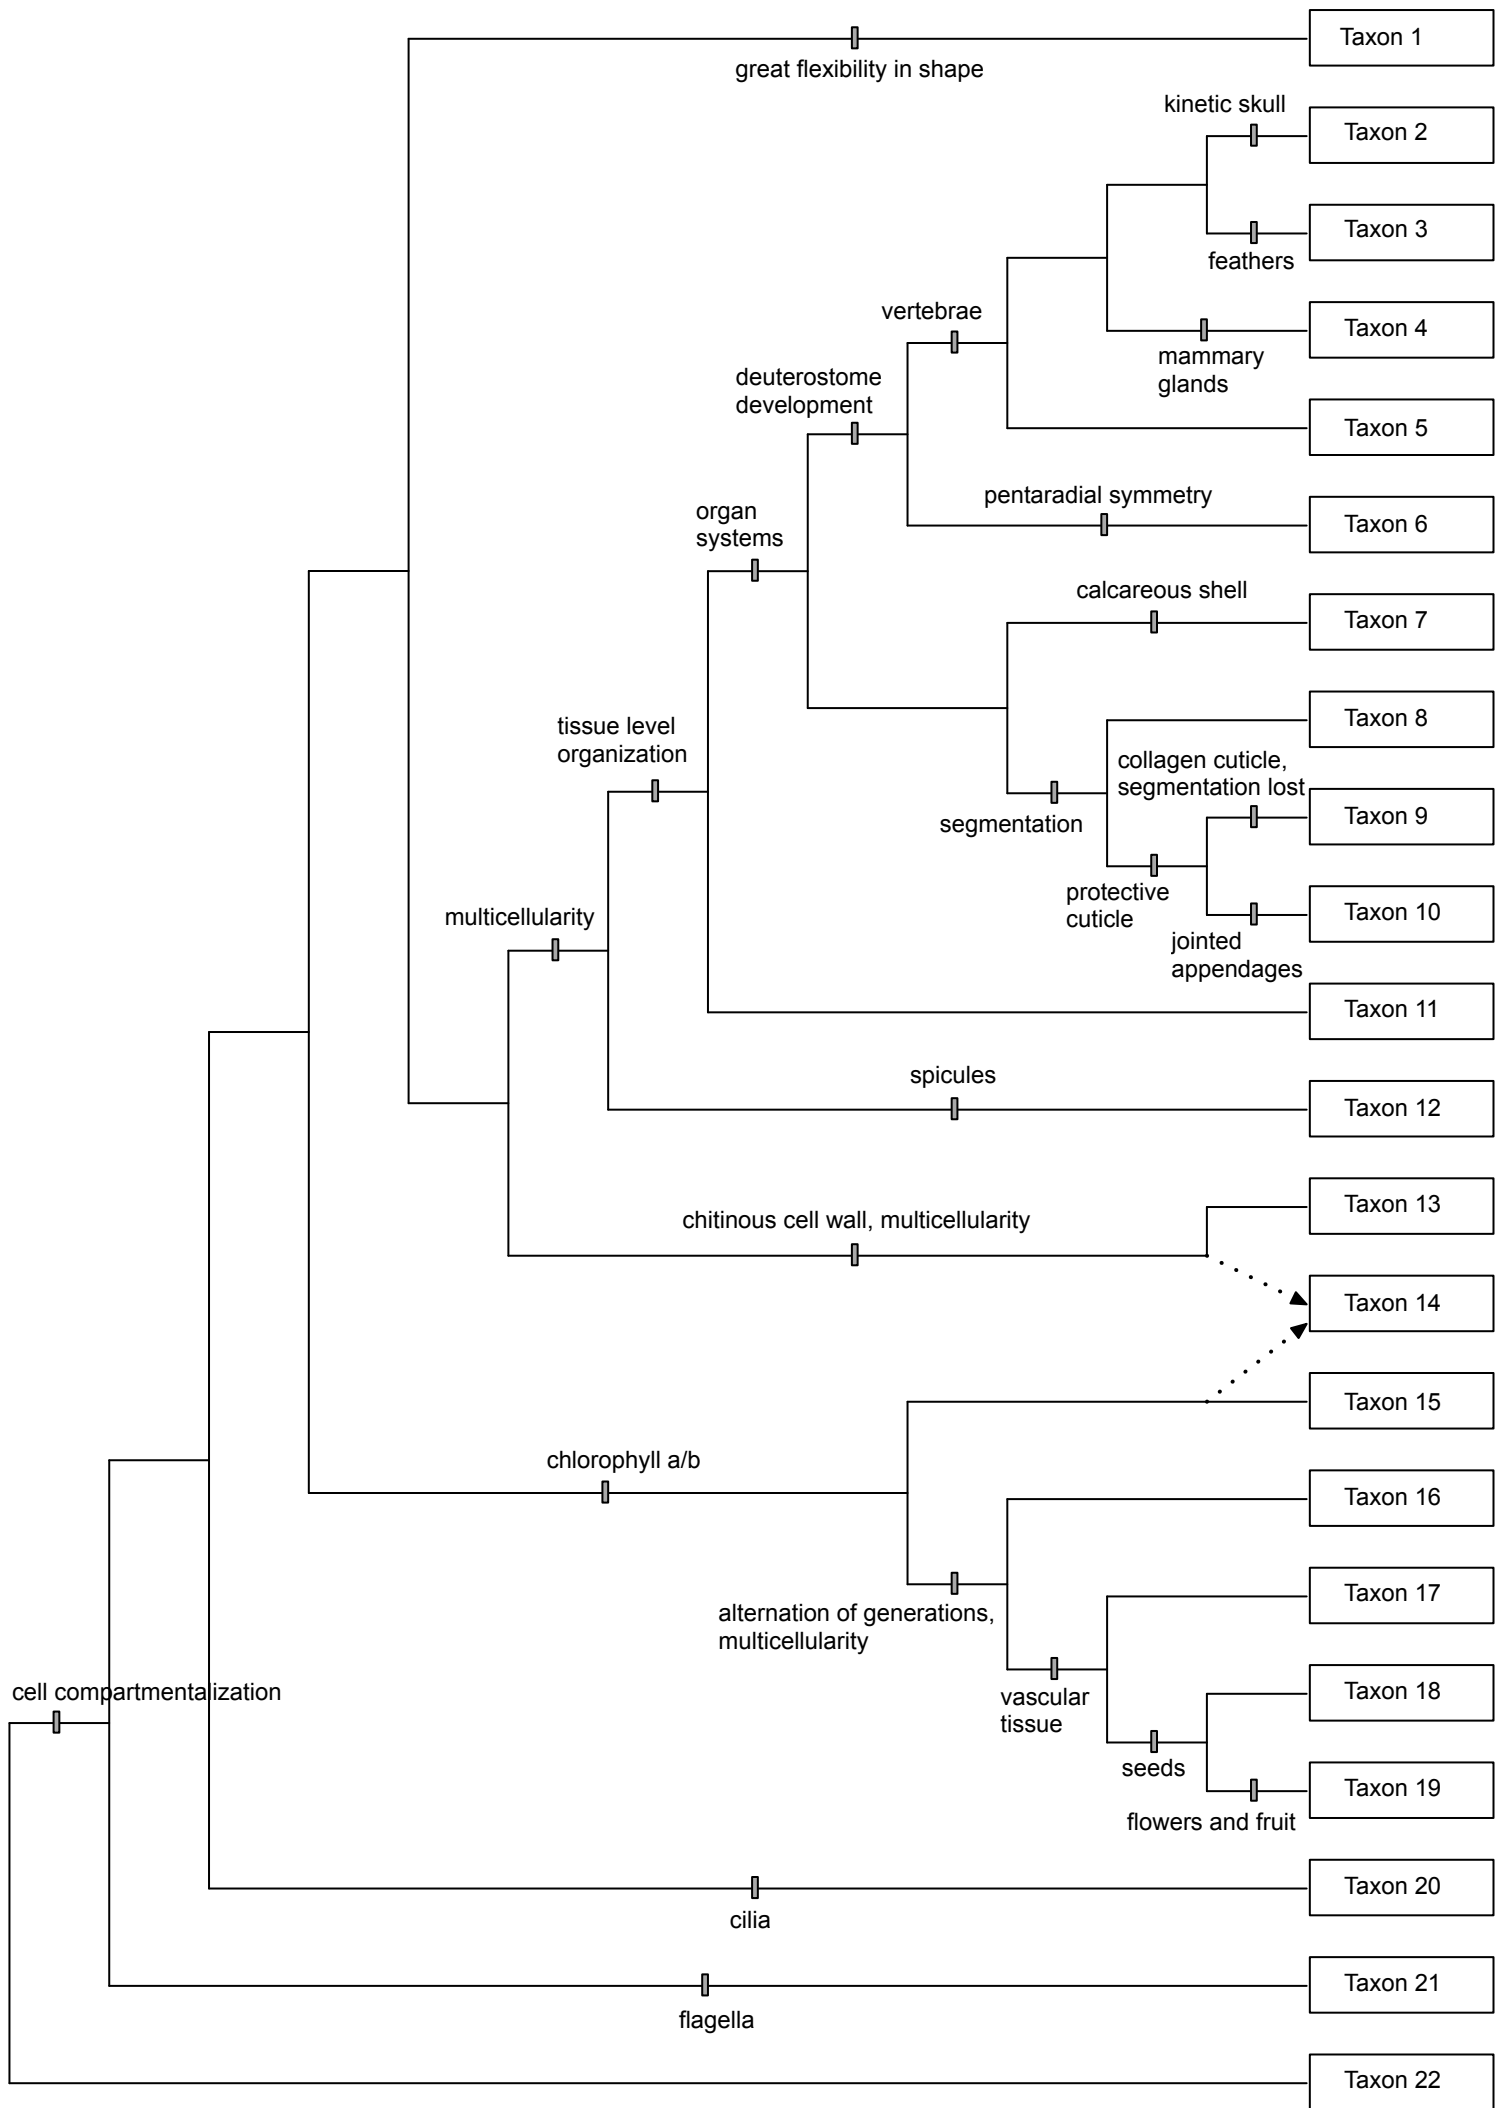 Taxon 1
great flexibility in shape
kinetic skull
Taxon 2
Taxon 3
feathers
vertebrae
Taxon 4
mammary
glands
deuterostome
development
Taxon 5
pentaradial symmetry
organ
systems
Taxon 6
calcareous shell
Taxon 7
tissue level
organization
Taxon 8
collagen cuticle,
segmentation lost
segmentation
Taxon 9
protective
cuticle
multicellularity
Taxon 10
jointed
appendages
Taxon 11
spicules
Taxon 12
chitinous cell wall, multicellularity
Taxon 13
Taxon 14
Taxon 15
chlorophyll a/b
Taxon 16
alternation of generations,
multicellularity
Taxon 17
cell compartmentalization
vascular
tissue
Taxon 18
seeds
Taxon 19
flowers and fruit
Taxon 20
cilia
Taxon 21
flagella
Taxon 22